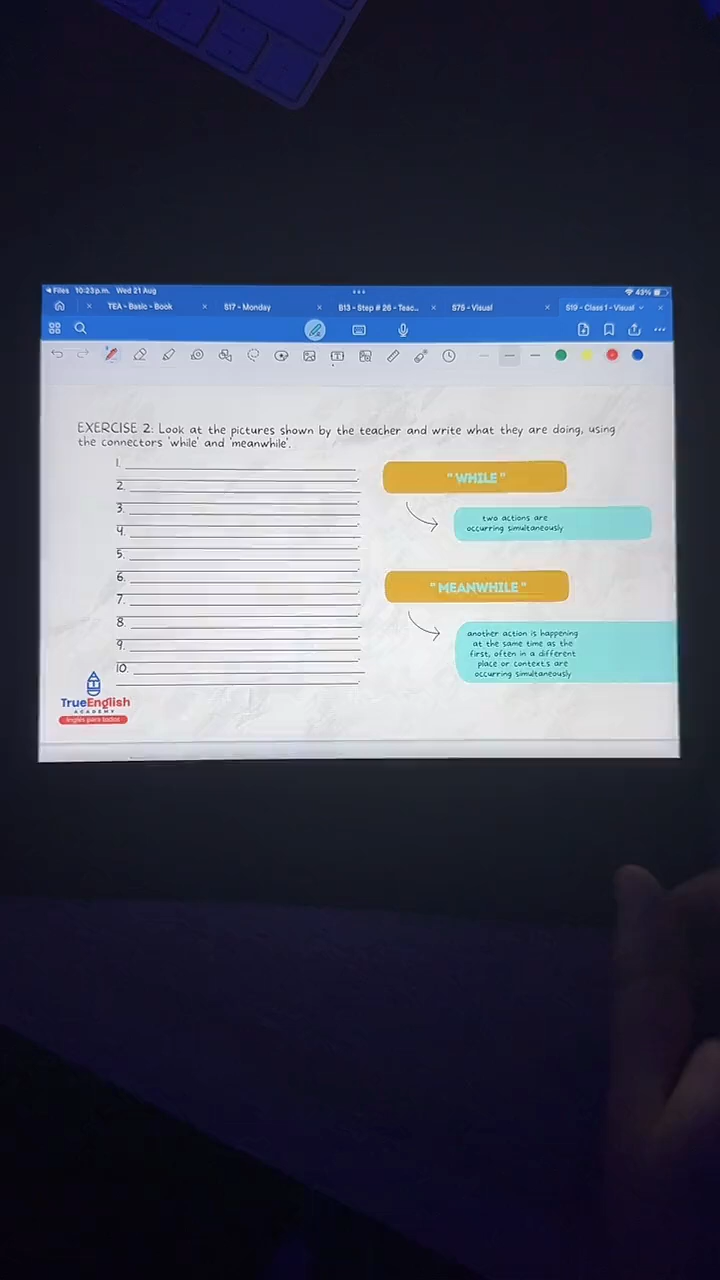 Files 10:23p.m. Wed 21 Aug
43%
TEA - Basic - Book
S17 - Monday
B13 - Step # 26 - Teac...
S75 - Visual
S19 - Class 1 - Visual
EXERCISE 2: Look at the pictures shown by the teacher and write what they are doing, using
the connectors 'while' and 'meanwhile'.
1.
2.
3.
4.
5.
6.
7.
8.
9.
10.
"WHILE"
two actions are
occurring simultaneously
"MEANWHILE"
another action is happening
at the same time as the
first, often in a different
place or contexts are
occurring simultaneously
TrueEnglish
ACADEMY
Inglés para todos